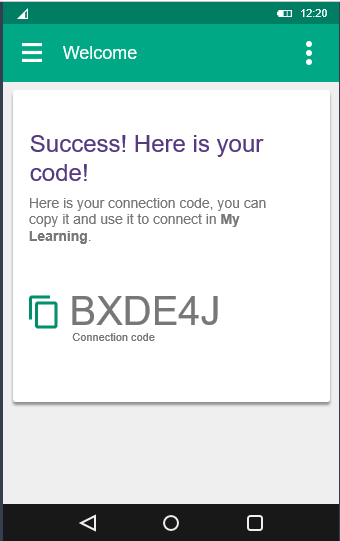 12:20
Welcome
Success! Here is your
code!
Here is your connection code, you can
copy it and use it to connect in My
Learning.
BXDE4J
Connection code